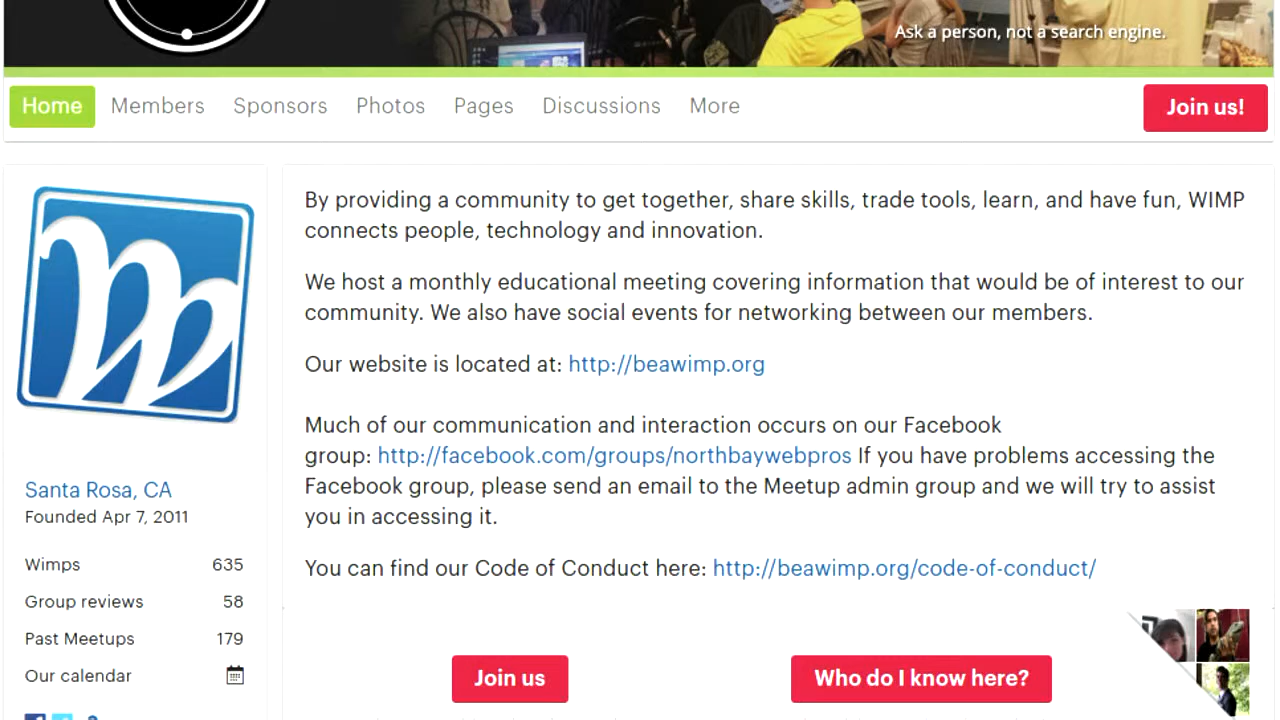 Ask a person, not a search engine.
Home Members Sponsors Photos Pages Discussions More Join us!
By providing a community to get together, share skills, trade tools, learn, and have fun, WIMP
connects people, technology and innovation.
We host a monthly educational meeting covering information that would be of interest to our
community. We also have social events for networking between our members.
Our website is located at: http://beawimp.org
Much of our communication and interaction occurs on our Facebook
group: http://facebook.com/groups/northbaywebpros If you have problems accessing the
Facebook group, please send an email to the Meetup admin group and we will try to assist
you in accessing it.
You can find our Code of Conduct here: http://beawimp.org/code-of-conduct/
Join us
Who do I know here?
Santa Rosa, CA
Founded Apr 7, 2011
Wimps 635
Group reviews 58
Past Meetups 179
Our calendar